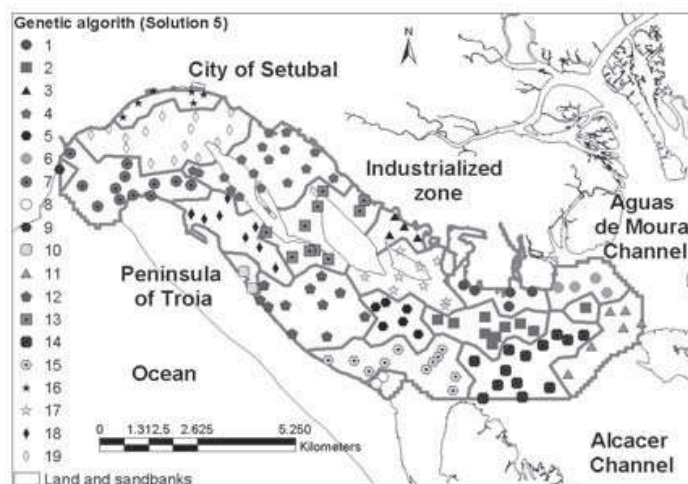 Genetic algorith (Solution 5)
1
2
3
4
5
6
7
8
9
10
11
12
13
14
15
16
17
18
19
Land and sandbanks
City of Setubal
N
Industrialized
zone
Aguas
de Moura
Channel
Peninsula
of Troia
Ocean
0 1.3125 2.625 5.250
Kilometers
Alcacer
Channel